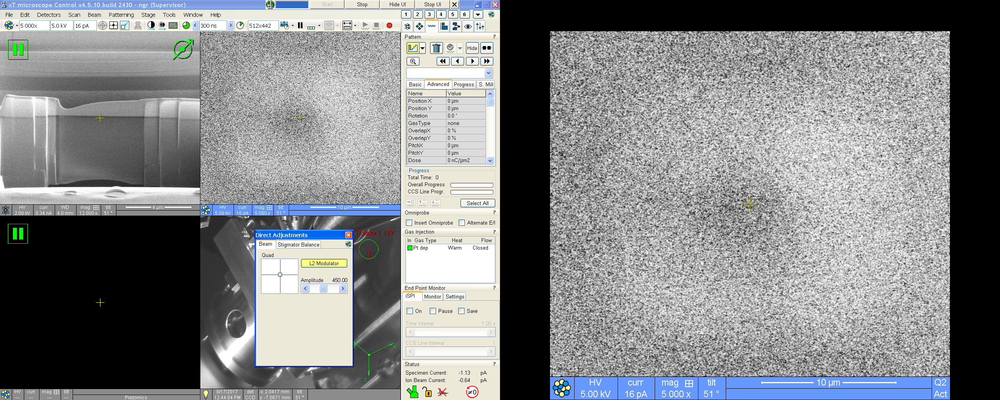 xT microscope Control v4.5.10 build 2430 - ngr (Supervisor)
Start Stop Hide UI Stop UI
File Edit Detectors Scan Beam Patterning Stage Tools Window Help
1 2 3 4 5 6
5 000x 5.0 kV 16 pA 300 ns 512x442
Pattern ?
Hide
Basic Advanced Progress S. Mill
Name Value
Position X 0 µm
Position Y 0 µm
Rotation 0.0 °
GasType none
OverlapX 0 %
OverlapY 0 %
PitchX 0 µm
PitchY 0 µm
Dose 0 nC/µm2
Progress
Total Time: 0
Overall Progress
CCS Line Progr.
Select All
Omniprobe ?
Insert Omniprobe Alternate E/I
Gas Injection ?
In Gas Type Heat Flow
Pt dep Warm Closed
End Point Monitor ?
iSPI Monitor Settings
On Pause Save
Time Interval 1.00 s
CCS Line Interval 1
Status ?
Specimen Current: -1.13 pA
Ion Beam Current: -0.64 pA
≠0
HV curr WD mag tilt 4 µm
2.00 kV 0.34 nA 4.0 mm 12 000 x 51 °
HV curr mag tilt 10 µm
5.00 kV 16 pA 5 000 x 51 °
Rotation I: 180°
Direct Adjustments
Beam Stigmator Balance
Quad
L2 Modulator
Amplitude 450.00
x
z
HV curr mag tilt
--- --- --- ---
Piezomics
8/17/2017 det x: 2.0417 mm tilt
12:44:04 PM CCD y: -7.0671 mm 51 °
HV curr mag tilt 10 µm Q2
5.00 kV 16 pA 5 000 x 51 ° Act